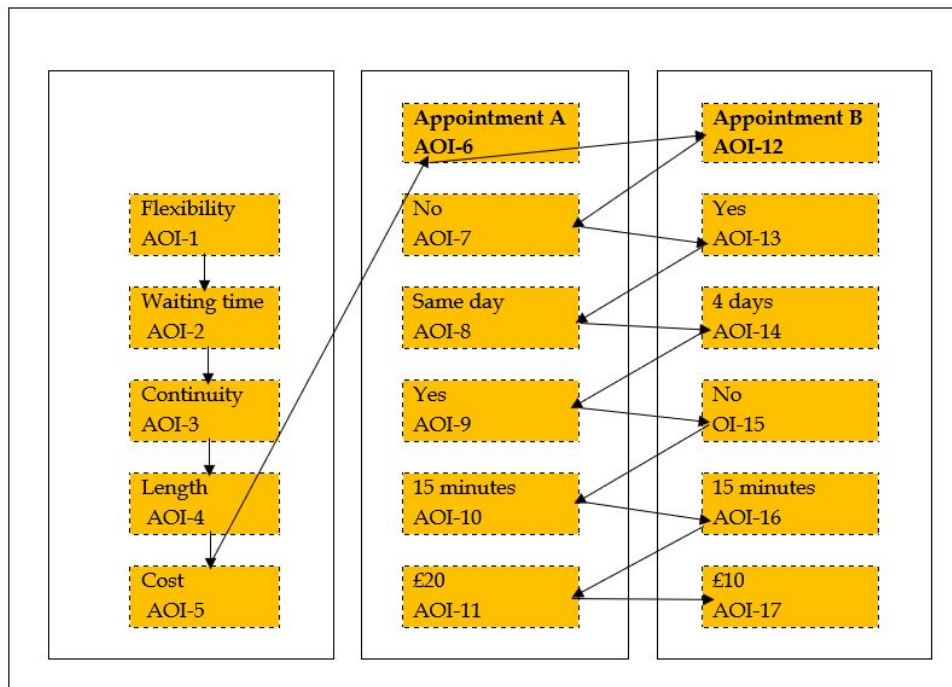 Flexibility
AOI-1
Waiting time
AOI-2
Continuity
AOI-3
Length
AOI-4
Cost
AOI-5
Appointment A
AOI-6
No
AOI-7
Same day
AOI-8
Yes
AOI-9
15 minutes
AOI-10
£20
AOI-11
Appointment B
AOI-12
Yes
AOI-13
4 days
AOI-14
No
OI-15
15 minutes
AOI-16
£10
AOI-17